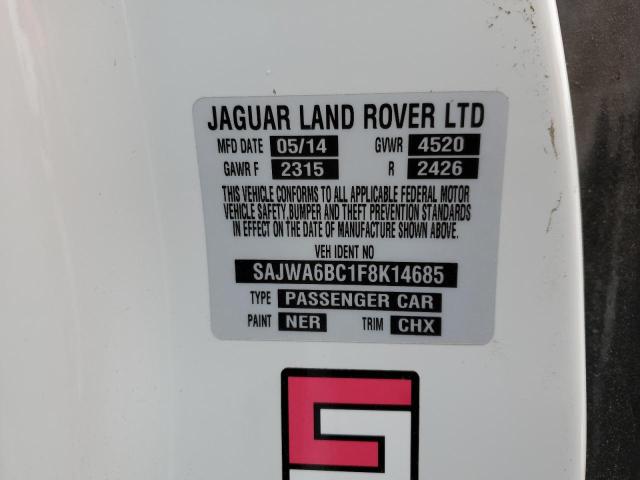 JAGUAR LAND ROVER LTD
MFD DATE 05/14 GVWR 4520
GAWR F 2315 R 2426
THIS VEHICLE CONFORMS TO ALL APPLICABLE FEDERAL MOTOR
VEHICLE SAFETY,BUMPER AND THEFT PREVENTION STANDARDS
IN EFFECT ON THE DATE OF MANUFACTURE SHOWN ABOVE.
VEH IDENT NO
SAJWA6BC1F8K14685
TYPE PASSENGER CAR
PAINT NER TRIM CHX